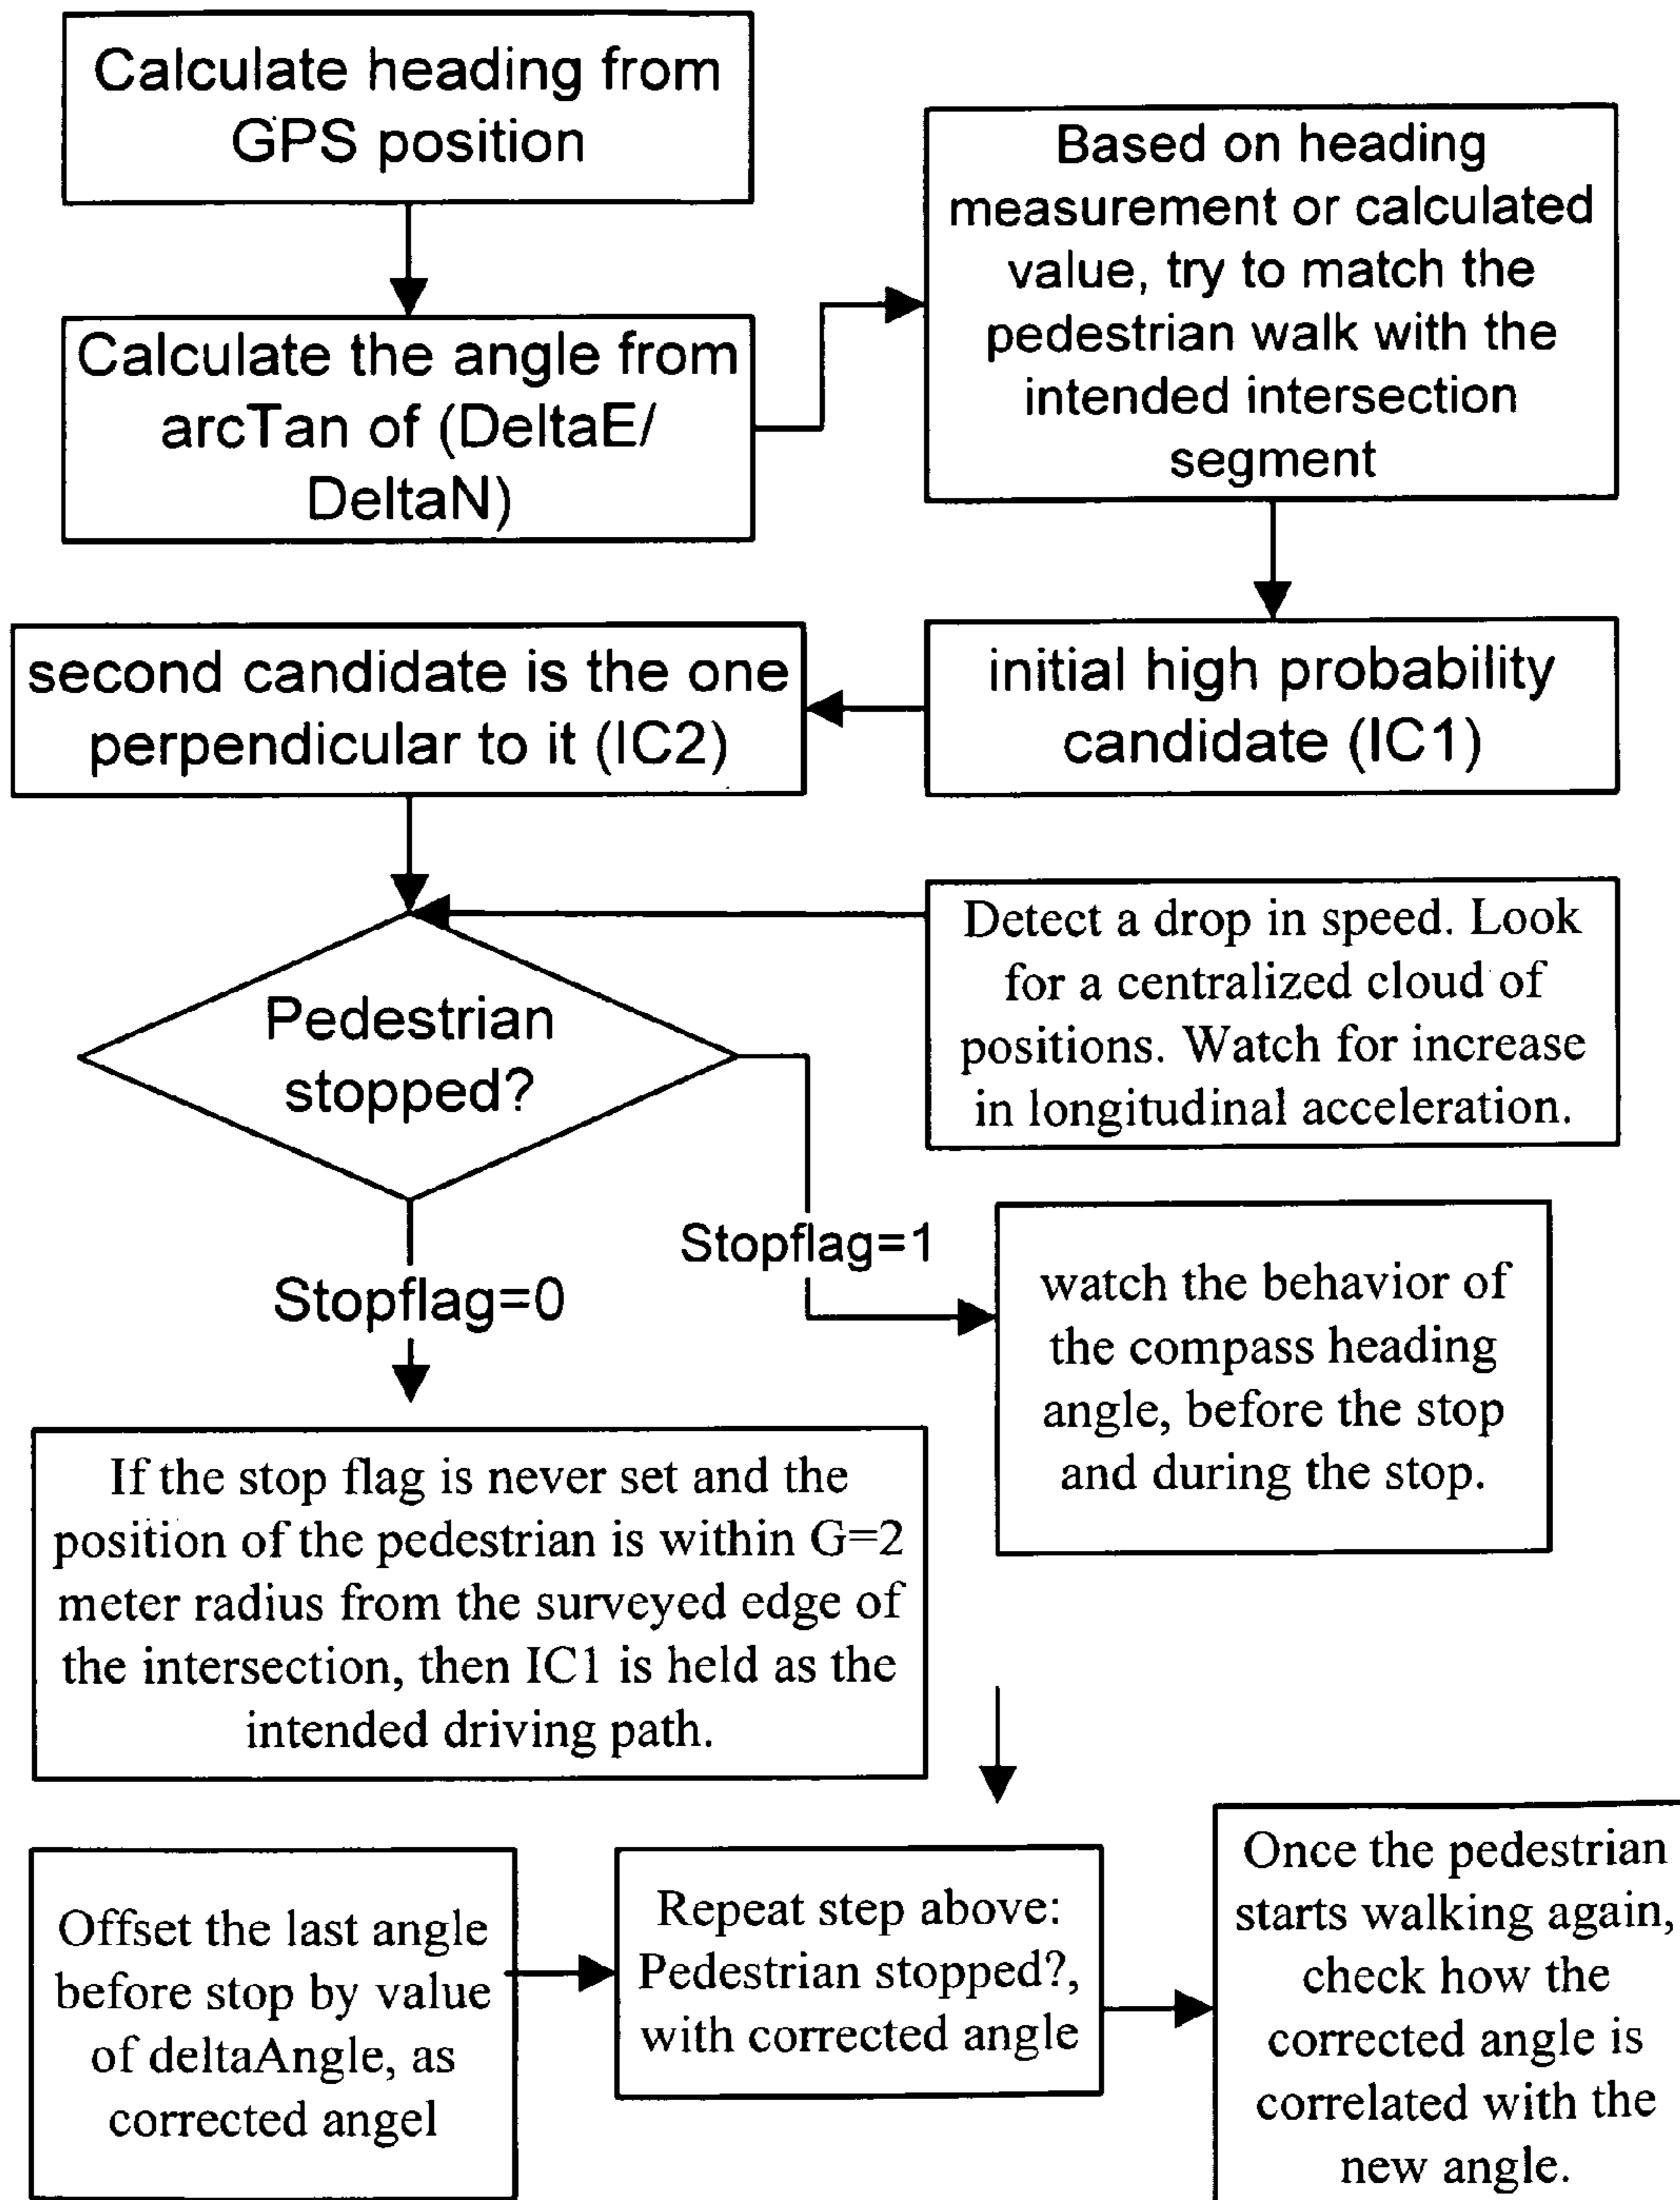 Calculate heading from
GPS position
Calculate the angle from
arcTan of (DeltaE/
DeltaN)
Based on heading
measurement or calculated
value, try to match the
pedestrian walk with the
intended intersection
segment
initial high probability
candidate (IC1)
second candidate is the one
perpendicular to it (IC2)
Pedestrian
stopped?
Detect a drop in speed. Look
for a centralized cloud of
positions. Watch for increase
in longitudinal acceleration.
Stopflag=1
Stopflag=0
watch the behavior of
the compass heading
angle, before the stop
and during the stop.
If the stop flag is never set and the
position of the pedestrian is within G=2
meter radius from the surveyed edge of
the intersection, then IC1 is held as the
intended driving path.
Offset the last angle
before stop by value
of deltaAngle, as
corrected angel
Repeat step above:
Pedestrian stopped?,
with corrected angle
Once the pedestrian
starts walking again,
check how the
corrected angle is
correlated with the
new angle.